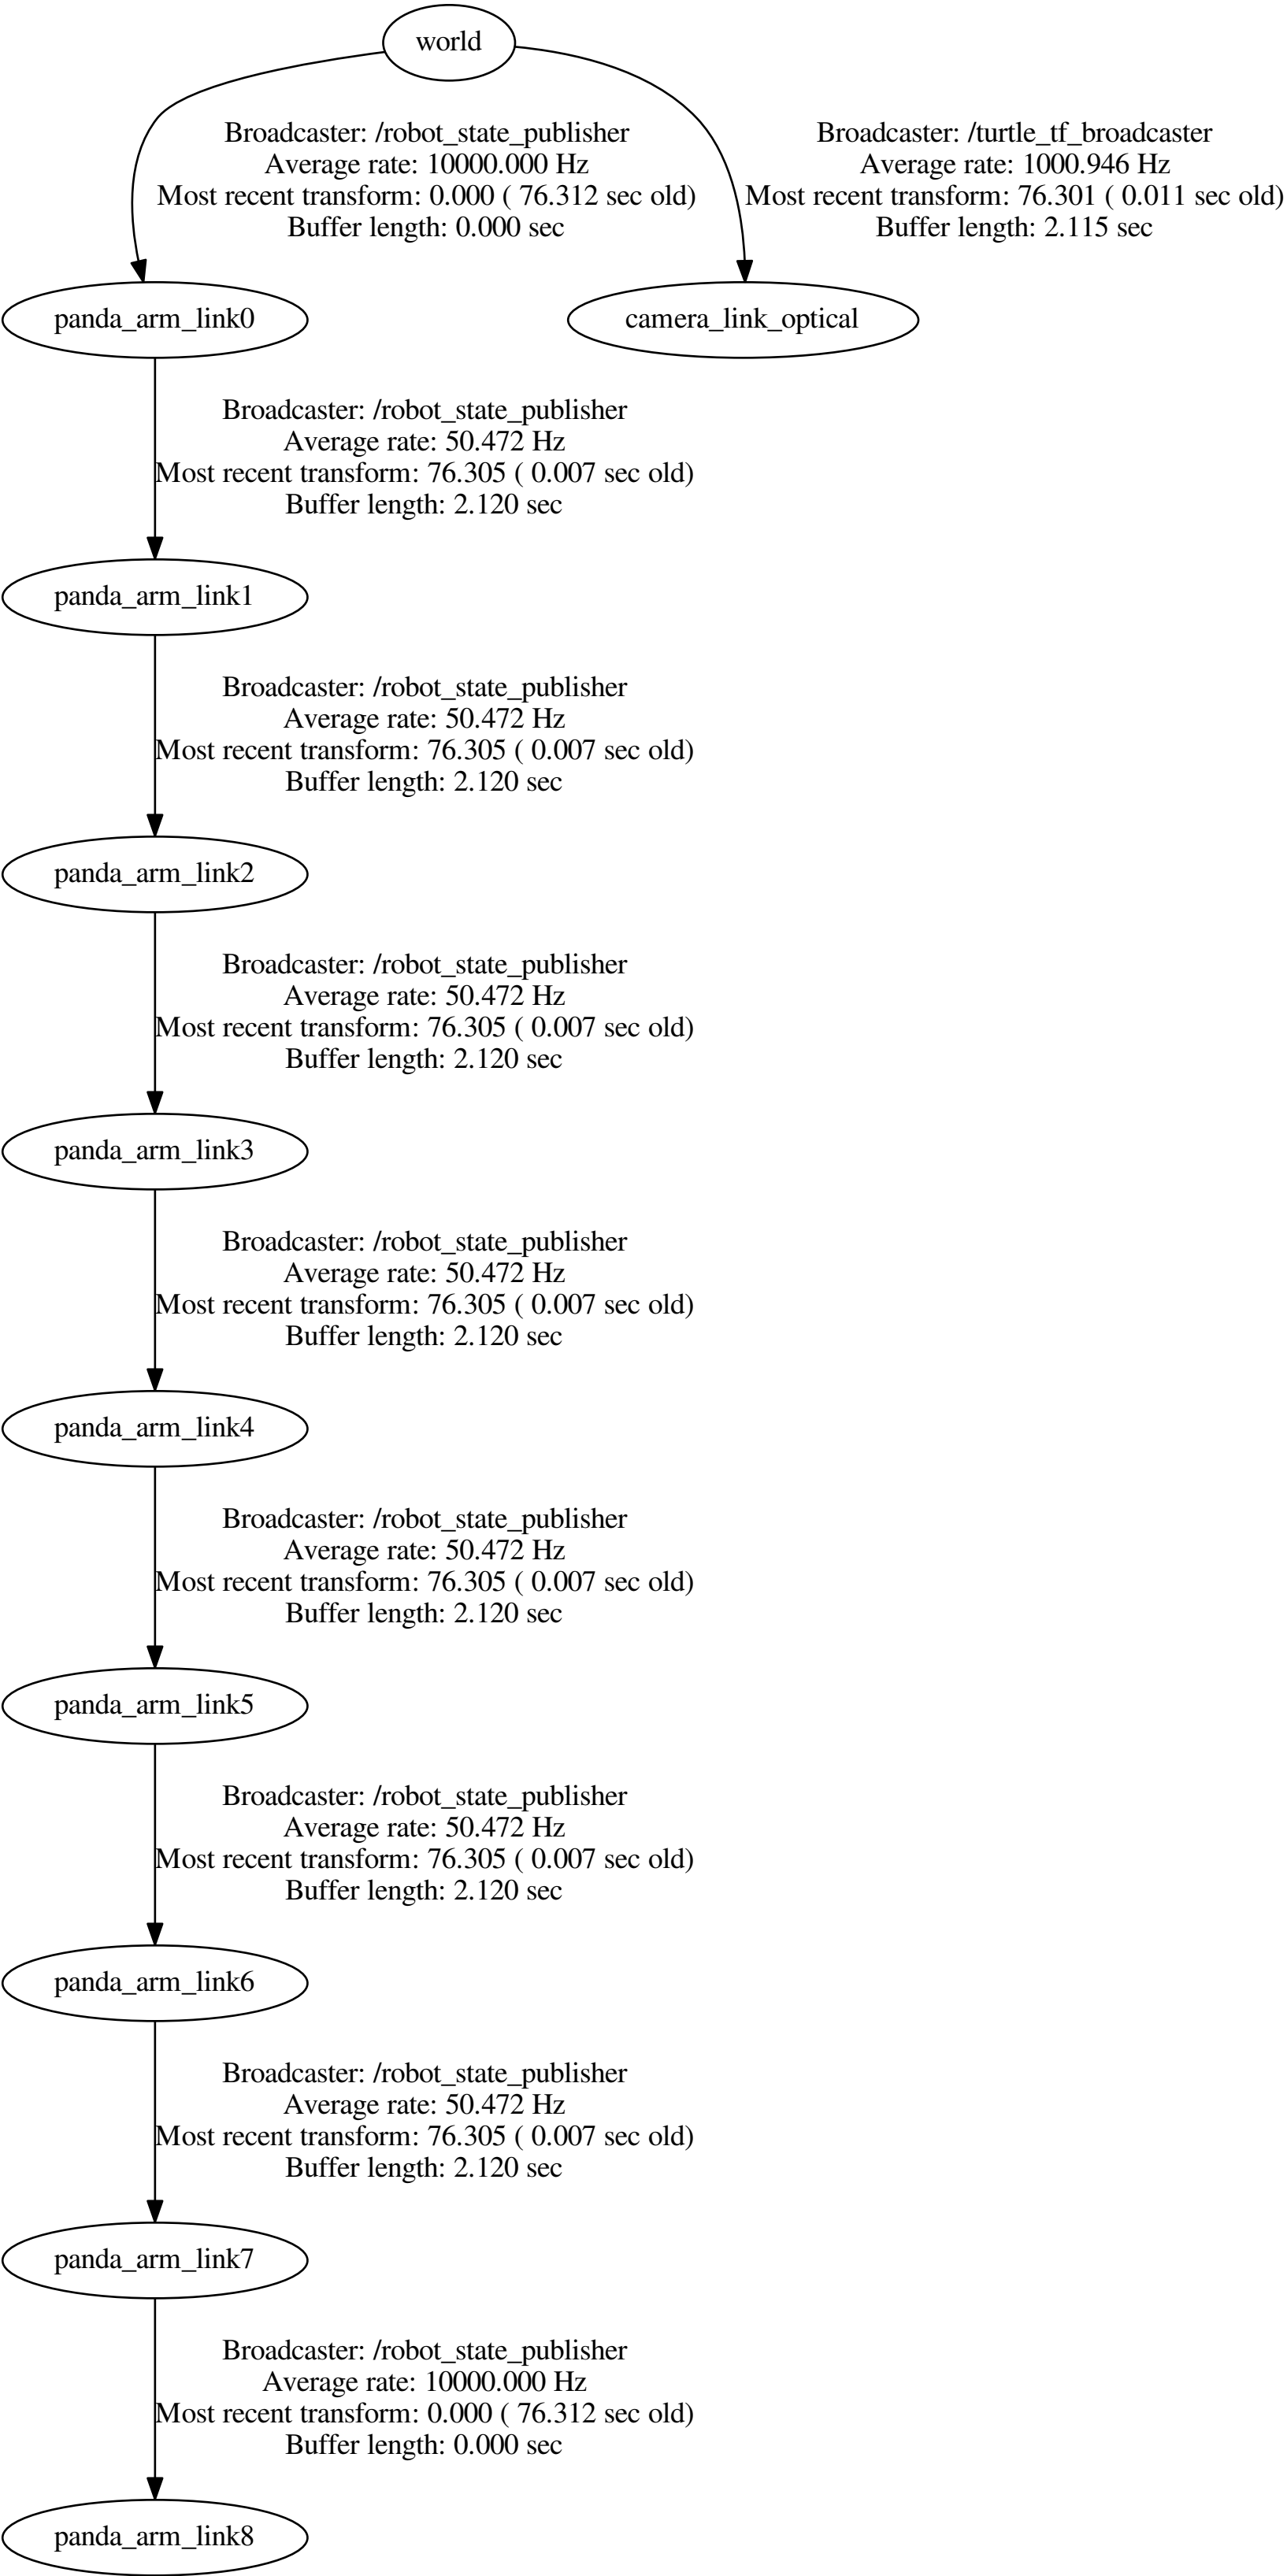 world
Broadcaster: /robot_state_publisher
Average rate: 10000.000 Hz
Most recent transform: 0.000 ( 76.312 sec old)
Buffer length: 0.000 sec
Broadcaster: /turtle_tf_broadcaster
Average rate: 1000.946 Hz
Most recent transform: 76.301 ( 0.011 sec old)
Buffer length: 2.115 sec
panda_arm_link0
camera_link_optical
Broadcaster: /robot_state_publisher
Average rate: 50.472 Hz
Most recent transform: 76.305 ( 0.007 sec old)
Buffer length: 2.120 sec
panda_arm_link1
Broadcaster: /robot_state_publisher
Average rate: 50.472 Hz
Most recent transform: 76.305 ( 0.007 sec old)
Buffer length: 2.120 sec
panda_arm_link2
Broadcaster: /robot_state_publisher
Average rate: 50.472 Hz
Most recent transform: 76.305 ( 0.007 sec old)
Buffer length: 2.120 sec
panda_arm_link3
Broadcaster: /robot_state_publisher
Average rate: 50.472 Hz
Most recent transform: 76.305 ( 0.007 sec old)
Buffer length: 2.120 sec
panda_arm_link4
Broadcaster: /robot_state_publisher
Average rate: 50.472 Hz
Most recent transform: 76.305 ( 0.007 sec old)
Buffer length: 2.120 sec
panda_arm_link5
Broadcaster: /robot_state_publisher
Average rate: 50.472 Hz
Most recent transform: 76.305 ( 0.007 sec old)
Buffer length: 2.120 sec
panda_arm_link6
Broadcaster: /robot_state_publisher
Average rate: 50.472 Hz
Most recent transform: 76.305 ( 0.007 sec old)
Buffer length: 2.120 sec
panda_arm_link7
Broadcaster: /robot_state_publisher
Average rate: 10000.000 Hz
Most recent transform: 0.000 ( 76.312 sec old)
Buffer length: 0.000 sec
panda_arm_link8